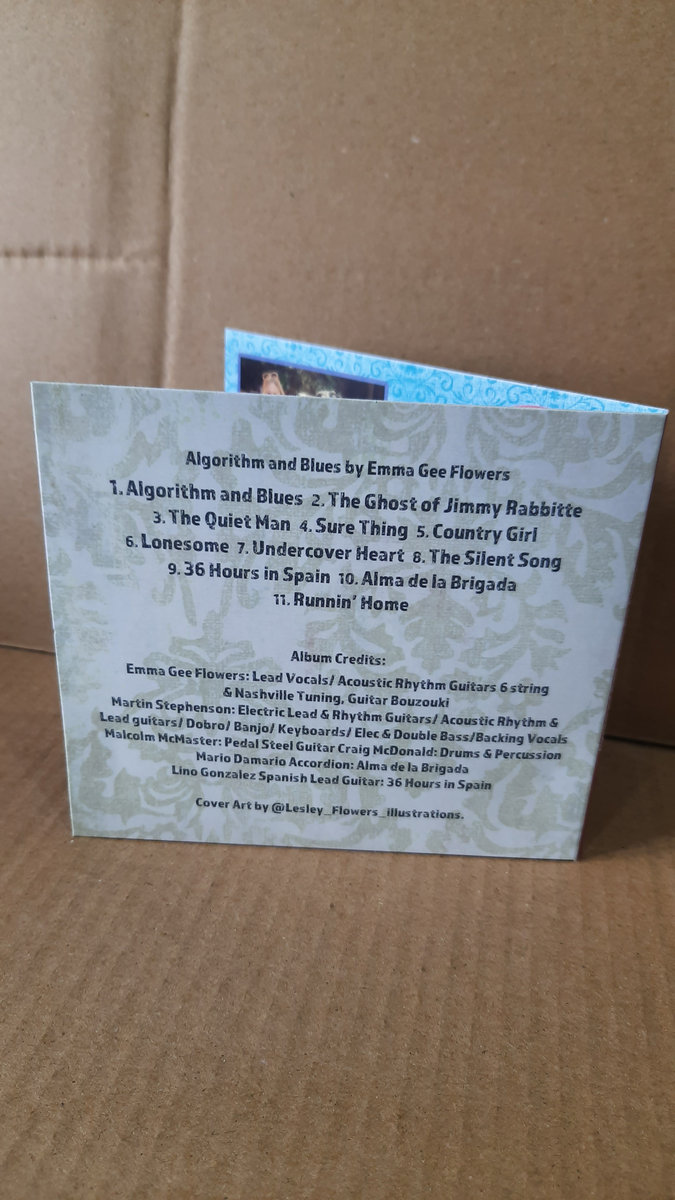 Algorithm and Blues by Emma Gee Flowers
1. Algorithm and Blues 2. The Ghost of Jimmy Rabbitte
3. The Quiet Man 4. Sure Thing 5. Country Girl
6. Lonesome 7. Undercover Heart 8. The Silent Song
9. 36 Hours in Spain 10. Alma de la Brigada
11. Runnin' Home
Album Credits:
Emma Gee Flowers: Lead Vocals/ Acoustic Rhythm Guitars 6 string
& Nashville Tuning, Guitar Bouzouki
Martin Stephenson: Electric Lead & Rhythm Guitars/ Acoustic Rhythm &
Lead guitars/ Dobro/ Banjo/ Keyboards/ Elec & Double Bass/Backing Vocals
Malcolm McMaster: Pedal Steel Guitar Craig McDonald: Drums & Percussion
Mario Damario Accordion: Alma de la Brigada
Lino Gonzalez Spanish Lead Guitar: 36 Hours in Spain
Cover Art by @Lesley_Flowers_illustrations.